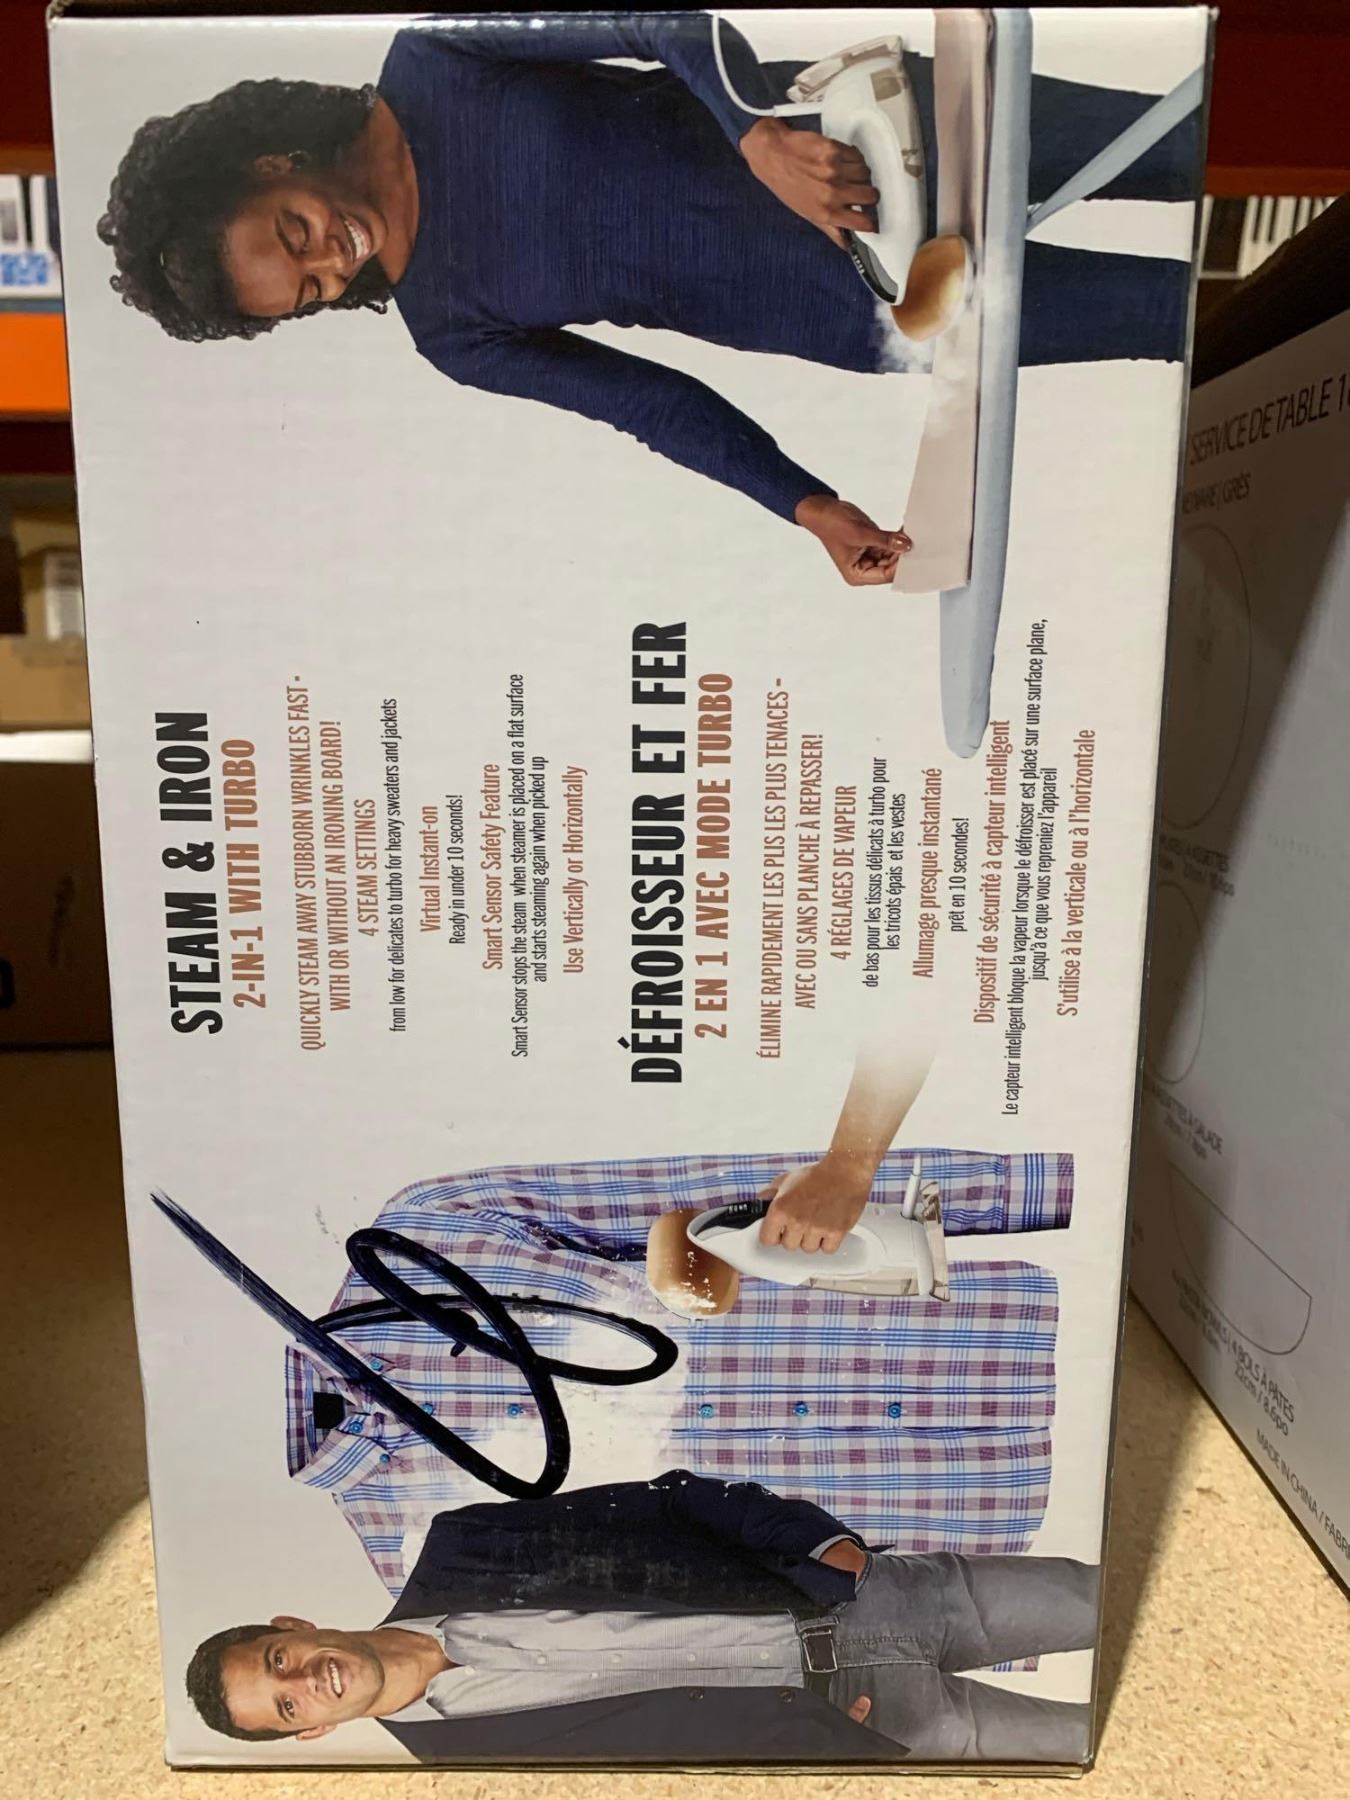 STEAM & IRON
2-IN-1 WITH TURBO
QUICKLY STEAM AWAY STUBBORN WRINKLES FAST -
WITH OR WITHOUT AN IRONING BOARD!
4 STEAM SETTINGS
from low for delicates to turbo for heavy sweaters and jackets
Virtual Instant-on
Ready in under 10 seconds!
Smart Sensor Safety Feature
Smart Sensor stops the steam when steamer is placed on a flat surface
and starts steaming again when picked up
Use Vertically or Horizontally
DÉFROISSEUR ET FER
2 EN 1 AVEC MODE TURBO
ÉLIMINE RAPIDEMENT LES PLIS LES PLUS TENACES -
AVEC OU SANS PLANCHE À REPASSER!
4 RÉGLAGES DE VAPEUR
de bas pour les tissus délicats à turbo pour
les tricots épais et les vestes
Allumage presque instantané
prêt en 10 secondes!
Dispositif de sécurité à capteur intelligent
Le capteur intelligent bloque la vapeur lorsque le défroisser est placé sur une surface plane,
jusqu'à ce que vous repreniez l'appareil
S'utilise à la verticale ou à l'horizontale
SERVICE DE TABLE
GRÈS
BOLS À PÂTES
22cm / 8.6po
MADE IN CHINA /